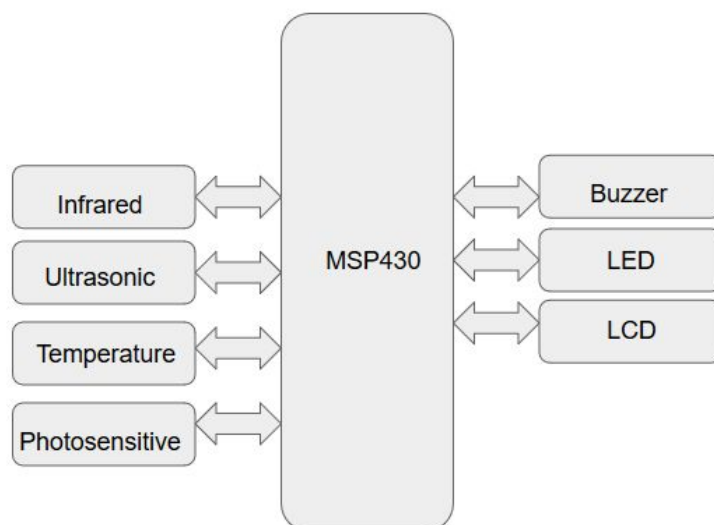 Infrared
Ultrasonic
Temperature
Photosensitive
MSP430
Buzzer
LED
LCD